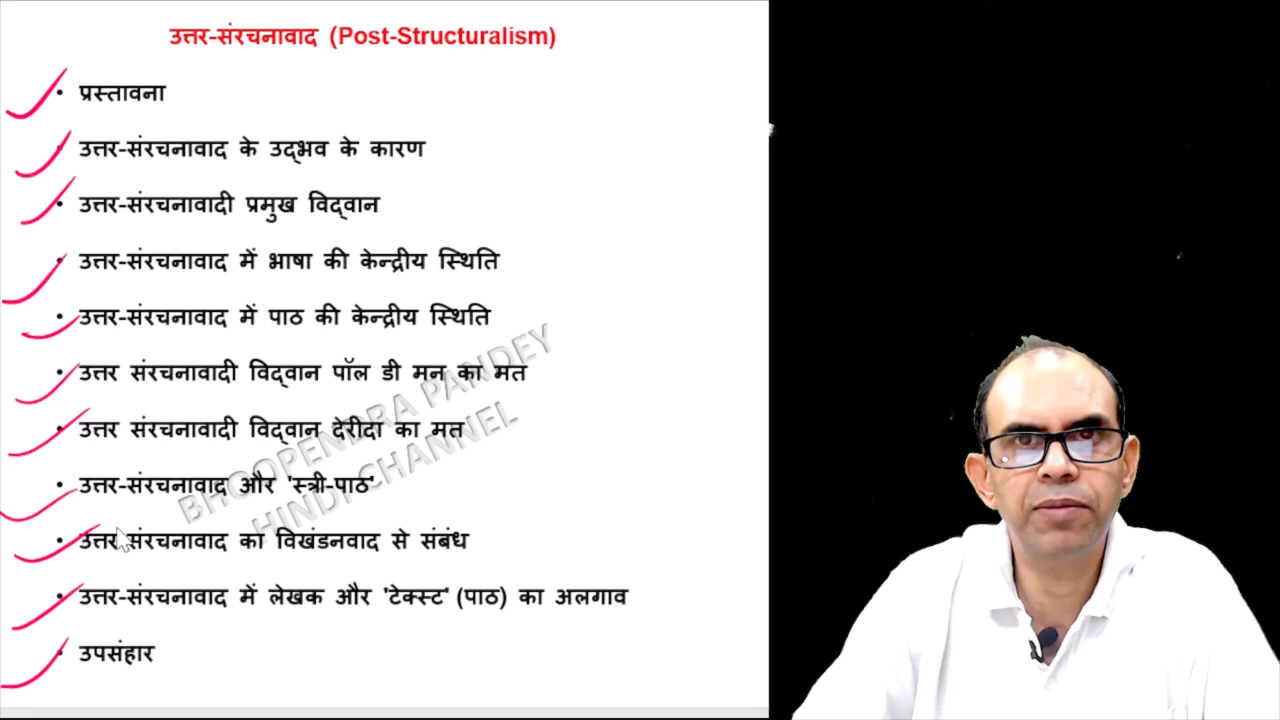 उत्तर-संरचनावाद (Post-Structuralism)
• प्रस्तावना
• उत्तर-संरचनावाद के उद्भव के कारण
• उत्तर-संरचनावादी प्रमुख विद्वान
• उत्तर-संरचनावाद में भाषा की केन्द्रीय स्थिति
• उत्तर-संरचनावाद में पाठ की केन्द्रीय स्थिति
• उत्तर संरचनावादी विद्वान पॉल डी मन का मत
• उत्तर संरचनावादी विद्वान देरीदा का मत
• उत्तर-संरचनावाद और 'स्त्री-पाठ'
• उत्तर-संरचनावाद का विखंडनवाद से संबंध
• उत्तर-संरचनावाद में लेखक और 'टेक्स्ट' (पाठ) का अलगाव
• उपसंहार
BHOOPENDRA PANDEY
HINDI CHANNEL